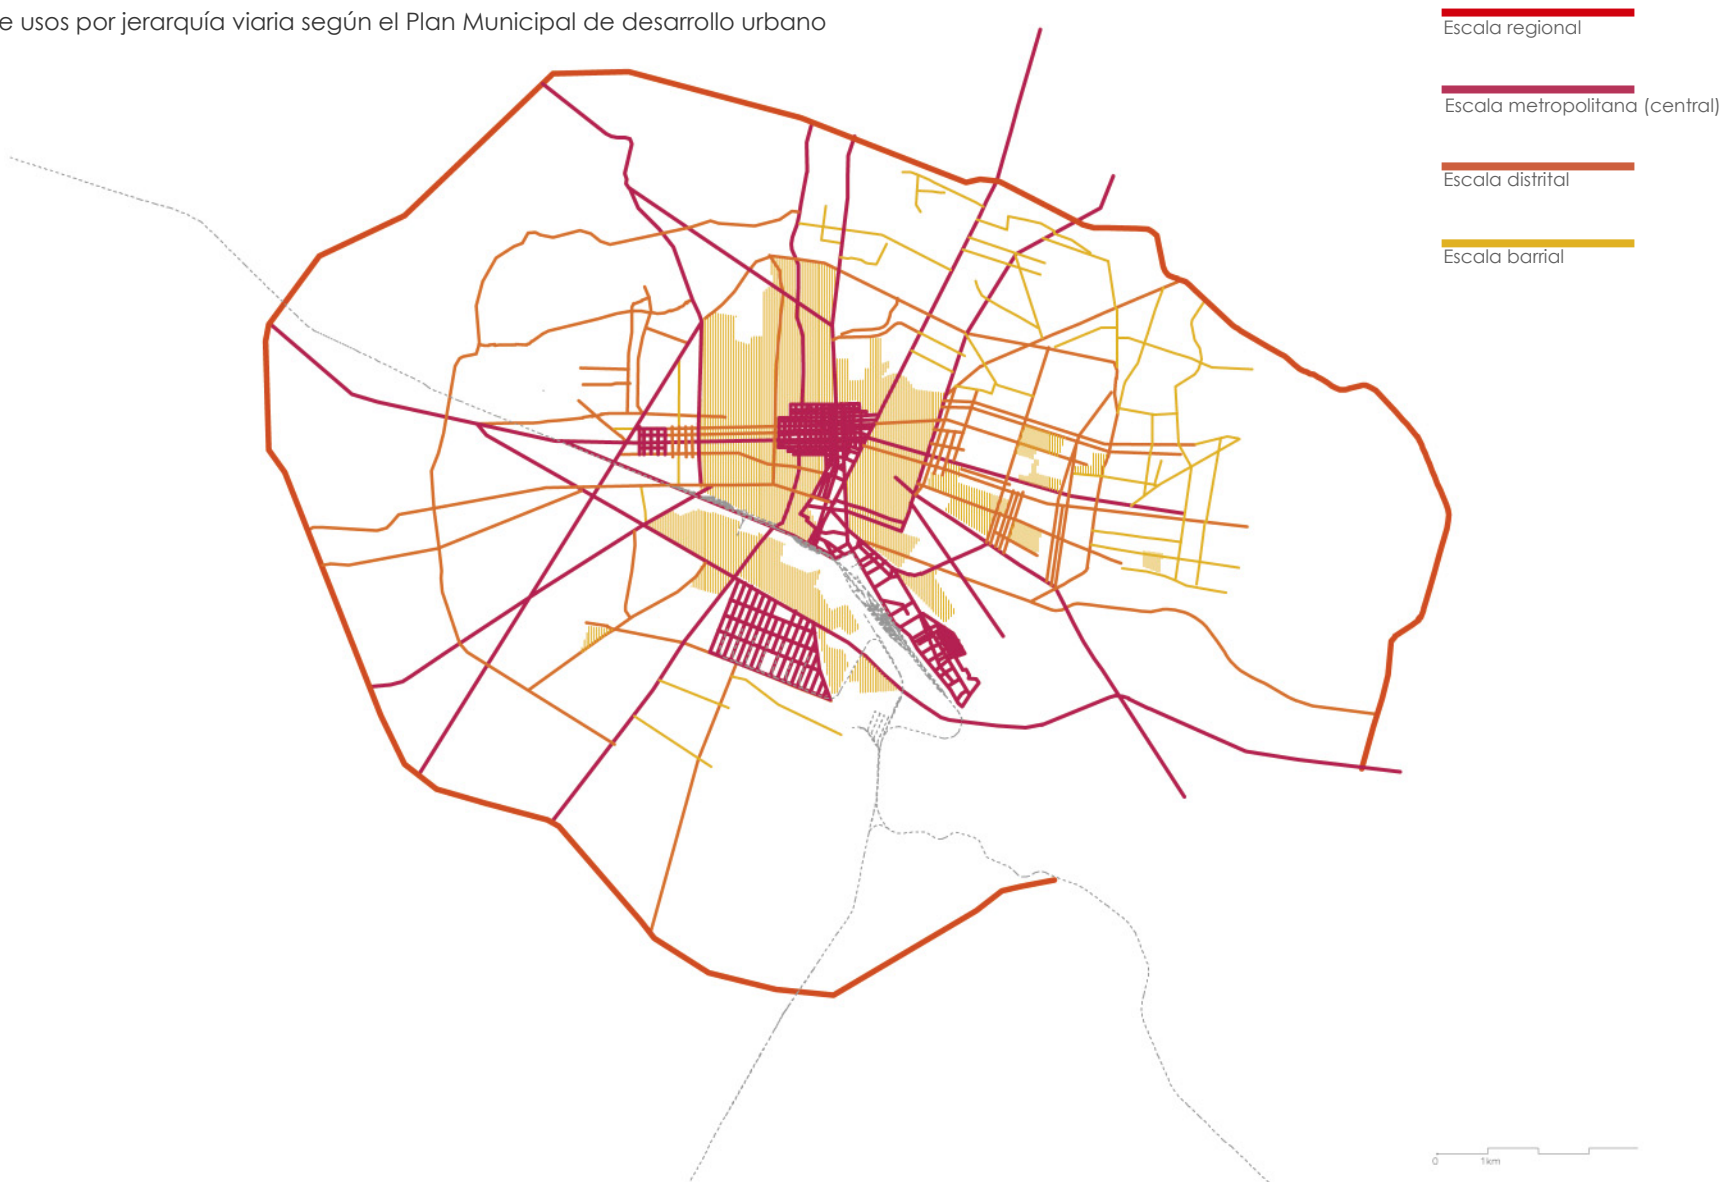 e usos por jerarquía viaria según el Plan Municipal de desarrollo urbano
Escala regional
Escala metropolitana (central)
Escala distrital
Escala barrial
0 1km